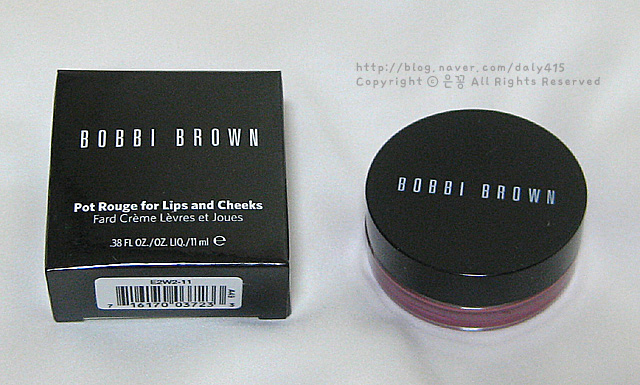 http://blog.naver.com/daly415
Copyright ⓒ 은꽁 All Rights Reserved
BOBBI BROWN
Pot Rouge for Lips and Cheeks
Fard Crème Lèvres et Joues
.38 FL OZ./OZ. LIQ./11 ml ℮
E2W2-11
7 16170 03723 3
BOBBI BROWN